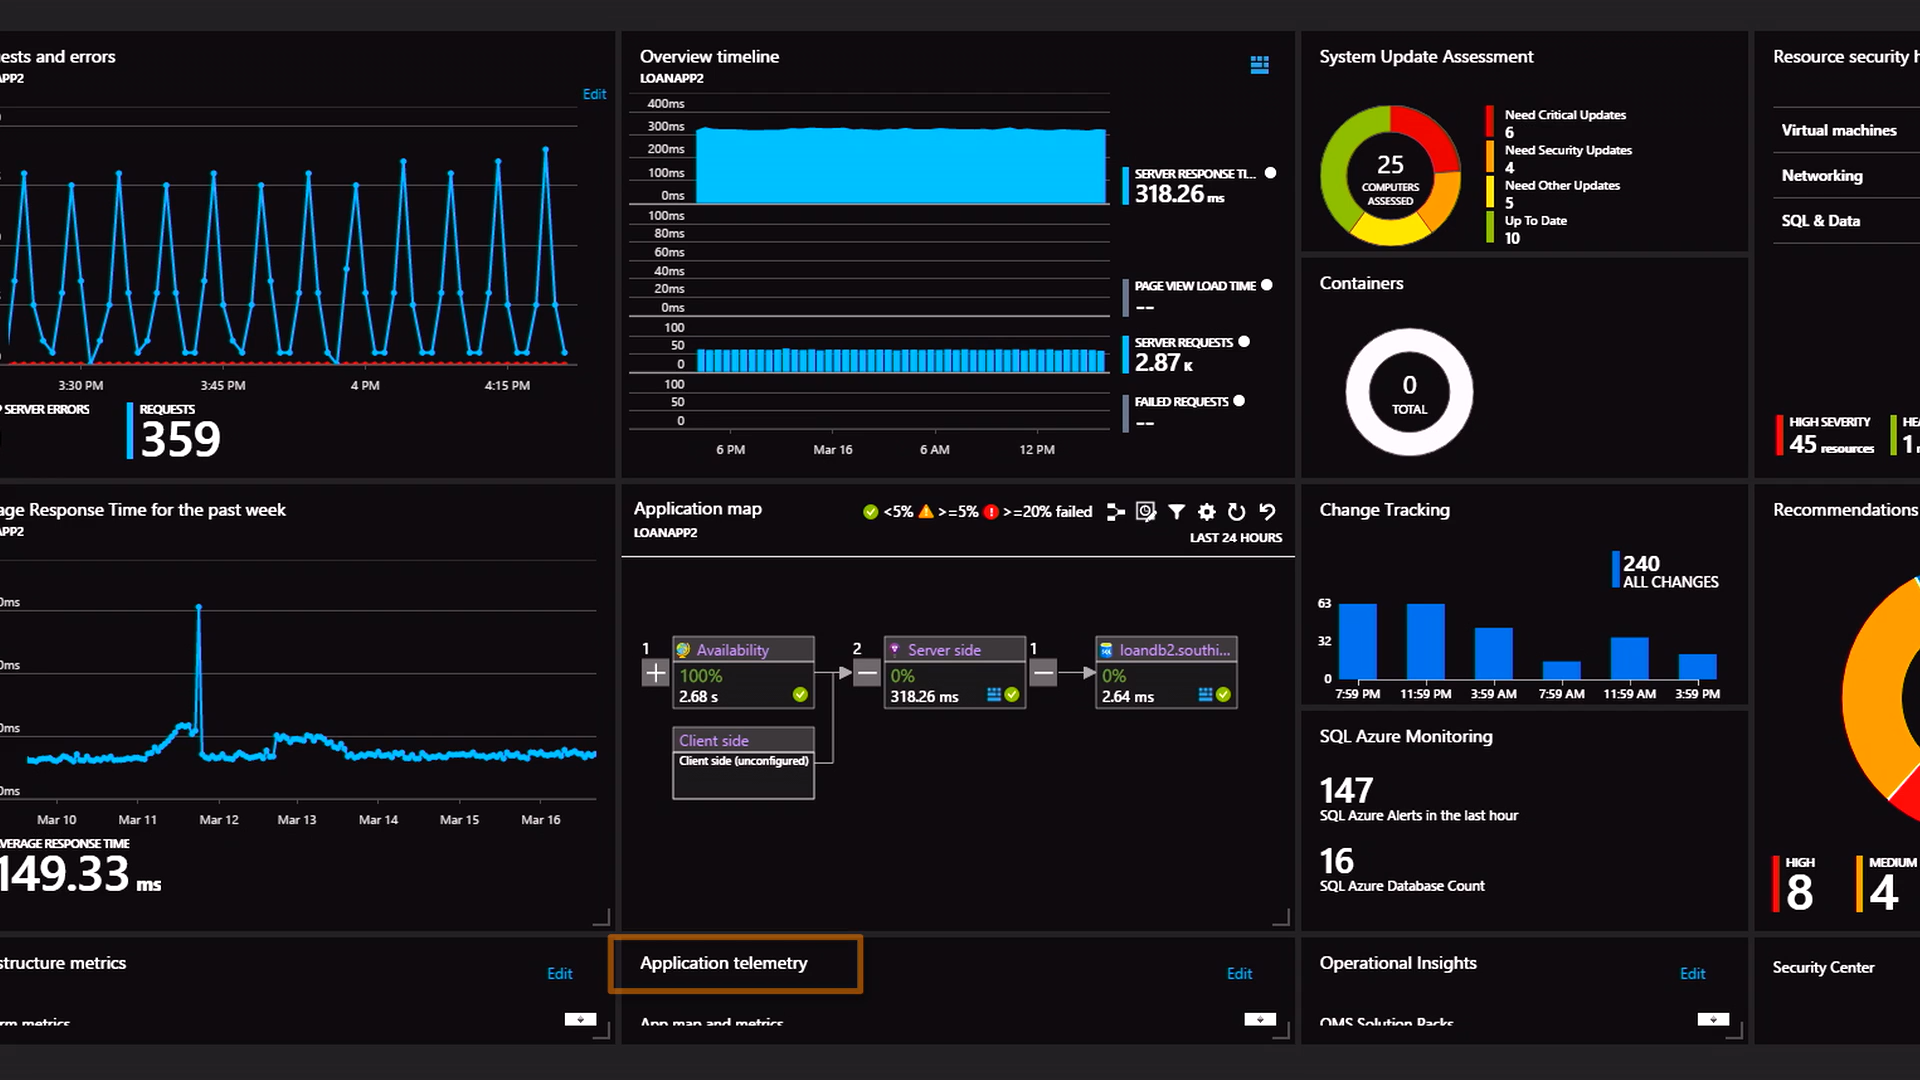 ests and errors
APP2
Edit
3:30 PM
3:45 PM
4 PM
4:15 PM
SERVER ERRORS
REQUESTS
359
Overview timeline
LOANAPP2
400ms
300ms
200ms
100ms
0ms
SERVER RESPONSE TI...
318.26 ms
100ms
80ms
60ms
40ms
20ms
0ms
PAGE VIEW LOAD TIME
--
100
50
0
SERVER REQUESTS
2.87 K
100
50
0
FAILED REQUESTS
--
6 PM
Mar 16
6 AM
12 PM
System Update Assessment
25
COMPUTERS
ASSESSED
Need Critical Updates
6
Need Security Updates
4
Need Other Updates
5
Up To Date
10
Containers
0
TOTAL
Resource security h
Virtual machines
Networking
SQL & Data
HIGH SEVERITY
45 resources
HEA
1
age Response Time for the past week
APP2
0ms
0ms
0ms
0ms
Mar 10
Mar 11
Mar 12
Mar 13
Mar 14
Mar 15
Mar 16
VERAGE RESPONSE TIME
149.33 ms
Application map
LOANAPP2
<5%
>=5%
>=20% failed
LAST 24 HOURS
1
Availability
100%
2.68 s
2
Server side
0%
318.26 ms
1
loandb2.southi...
0%
2.64 ms
Client side
Client side (unconfigured)
Change Tracking
240
ALL CHANGES
63
32
0
7:59 PM
11:59 PM
3:59 AM
7:59 AM
11:59 AM
3:59 PM
SQL Azure Monitoring
147
SQL Azure Alerts in the last hour
16
SQL Azure Database Count
Recommendations
HIGH
8
MEDIUM
4
structure metrics
Edit
rm metrics
Application telemetry
Edit
App map and metrics
Operational Insights
Edit
OMS Solution Packs
Security Center